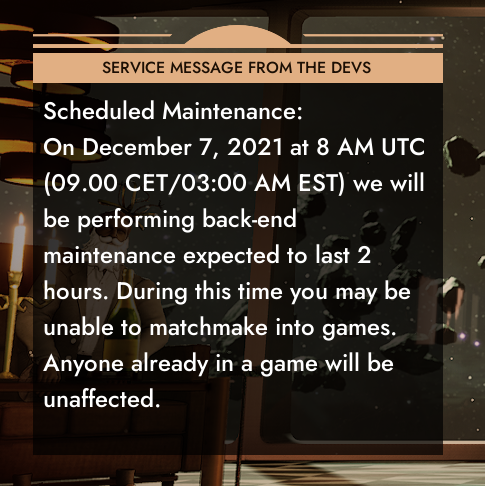 SERVICE MESSAGE FROM THE DEVS
Scheduled Maintenance:
On December 7, 2021 at 8 AM UTC
(09.00 CET/03:00 AM EST) we will
be performing back-end
maintenance expected to last 2
hours. During this time you may be
unable to matchmake into games.
Anyone already in a game will be
unaffected.